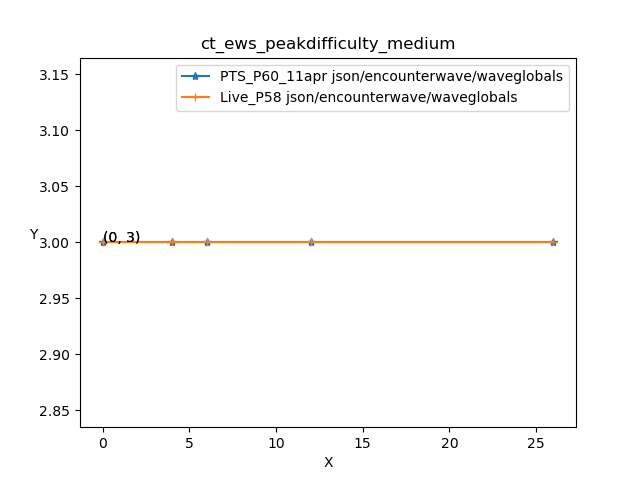 ct_ews_peakdifficulty_medium
PTS_P60_11apr json/encounterwave/waveglobals
Live_P58 json/encounterwave/waveglobals
3.15
3.10
3.05
3.00
2.95
2.90
2.85
Y
(0, 3)
0 5 10 15 20 25
X